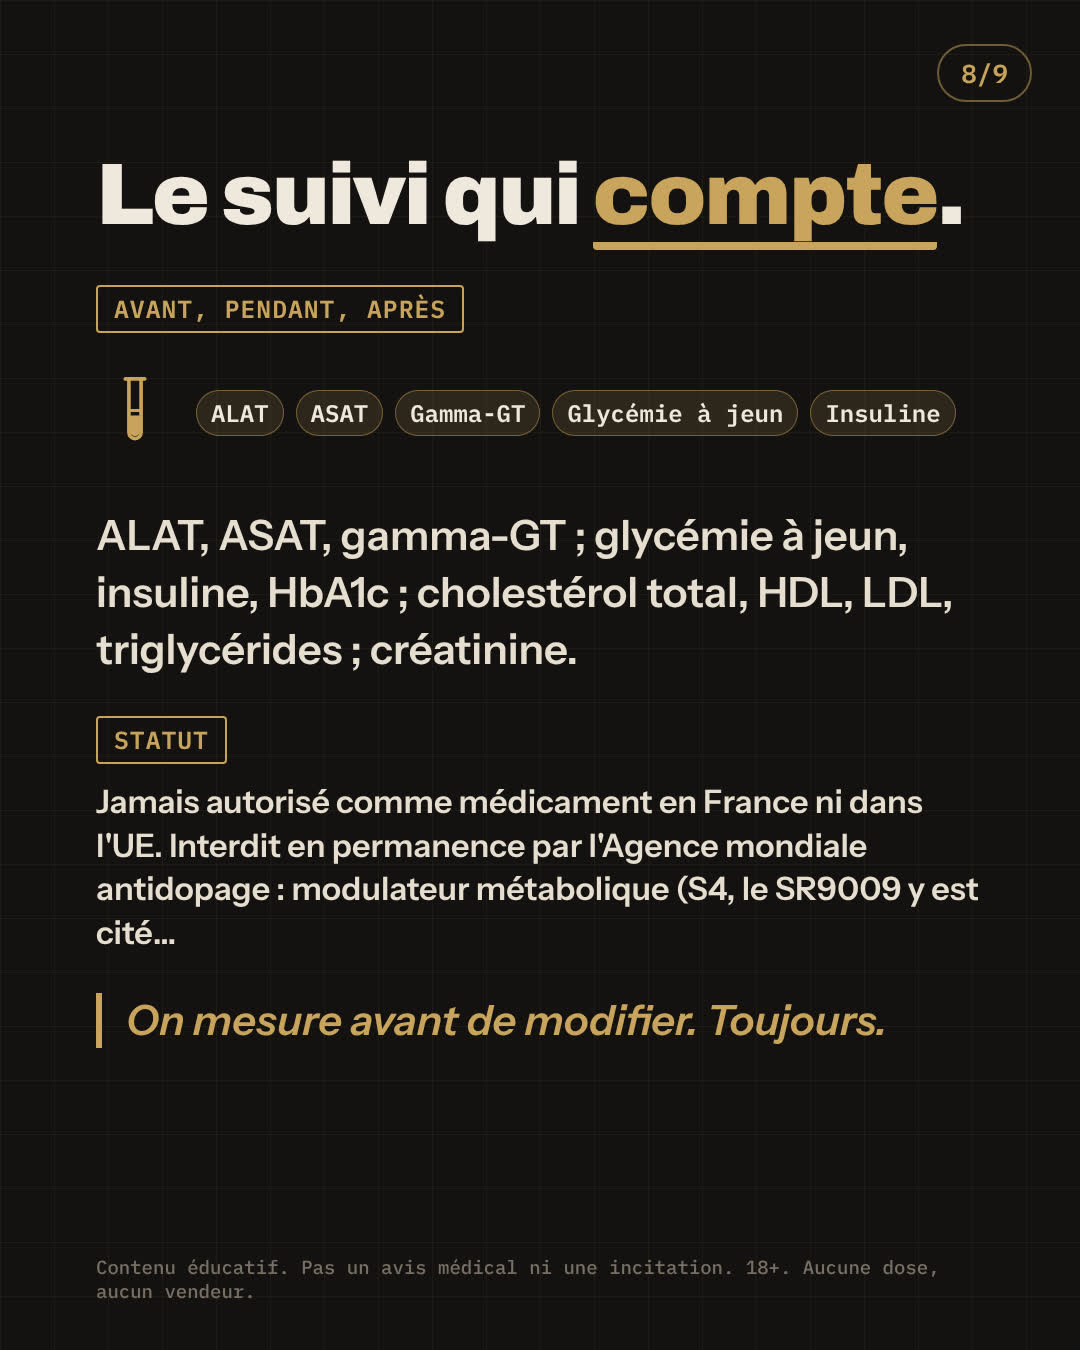 8/9
Le suivi qui compte.
AVANT, PENDANT, APRÈS
ALAT ASAT Gamma-GT Glycémie à jeun Insuline
ALAT, ASAT, gamma-GT ; glycémie à jeun,
insuline, HbA1c ; cholestérol total, HDL, LDL,
triglycérides ; créatinine.
STATUT
Jamais autorisé comme médicament en France ni dans
l'UE. Interdit en permanence par l'Agence mondiale
antidopage : modulateur métabolique (S4, le SR9009 y est
cité…
On mesure avant de modifier. Toujours.
Contenu éducatif. Pas un avis médical ni une incitation. 18+. Aucune dose,
aucun vendeur.